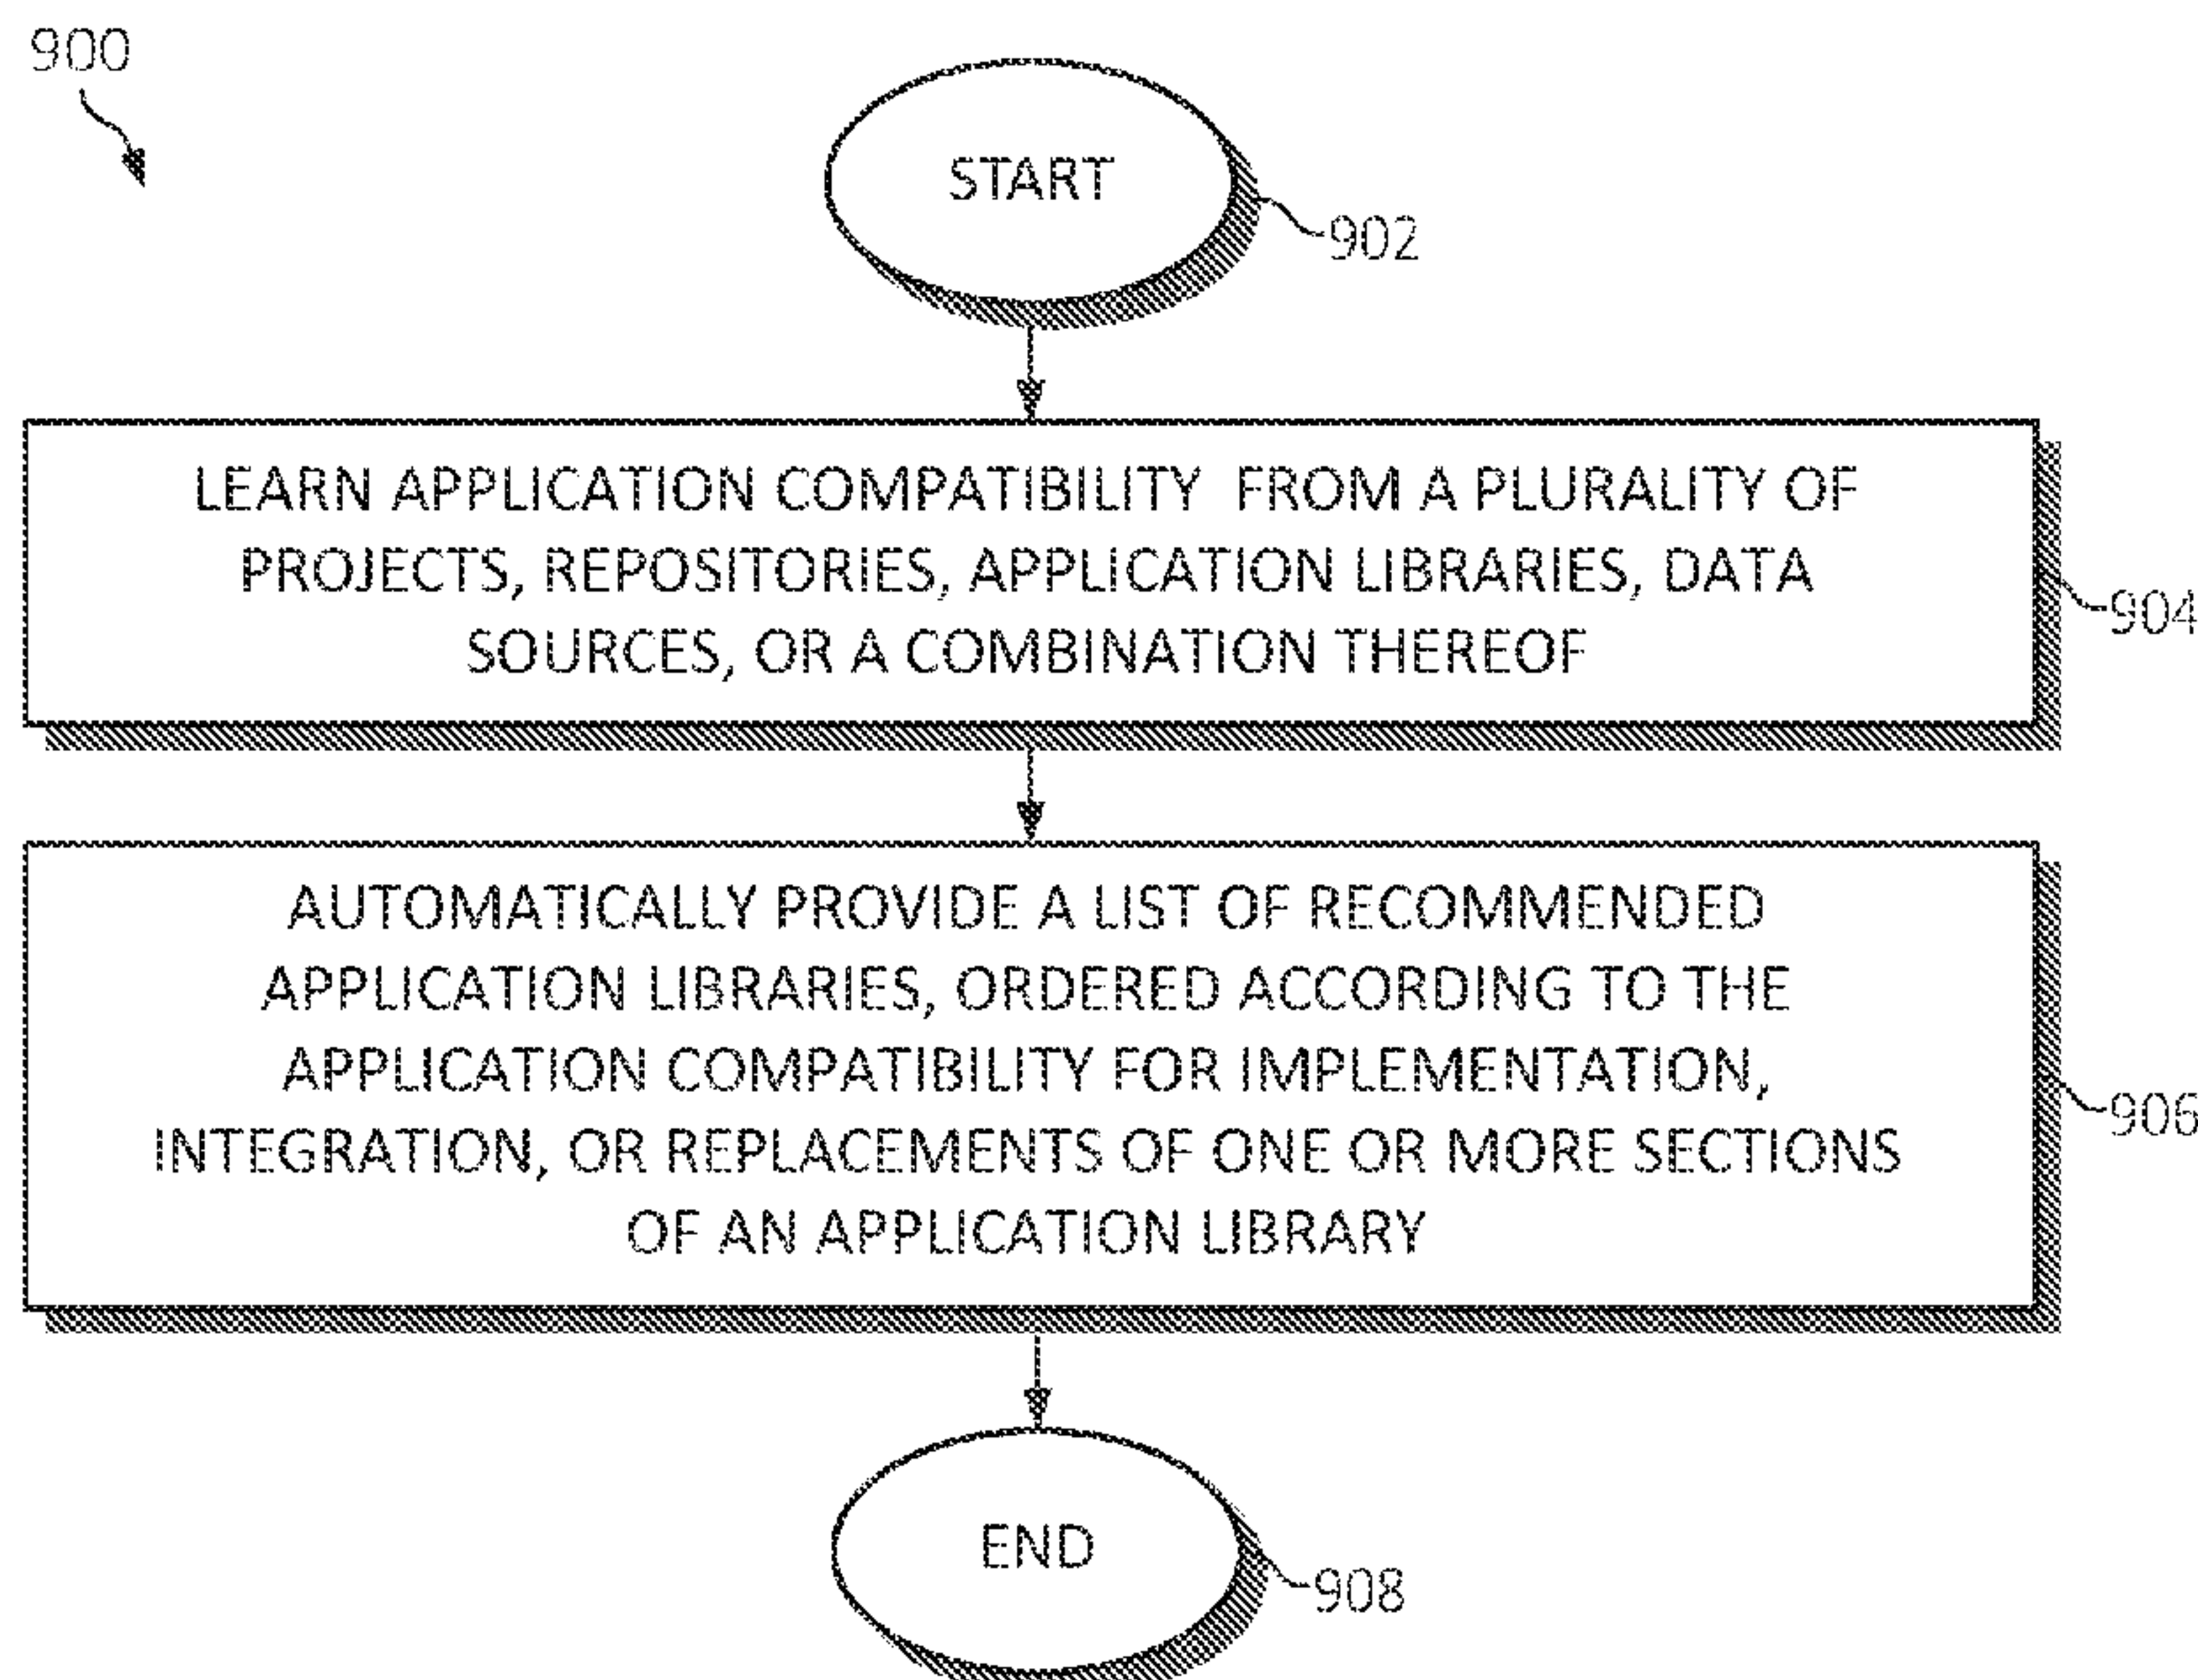 900
START
902
LEARN APPLICATION COMPATIBILITY FROM A PLURALITY OF
PROJECTS, REPOSITORIES, APPLICATION LIBRARIES, DATA
SOURCES, OR A COMBINATION THEREOF
904
AUTOMATICALLY PROVIDE A LIST OF RECOMMENDED
APPLICATION LIBRARIES, ORDERED ACCORDING TO THE
APPLICATION COMPATIBILITY FOR IMPLEMENTATION,
INTEGRATION, OR REPLACEMENTS OF ONE OR MORE SECTIONS
OF AN APPLICATION LIBRARY
906
END
908